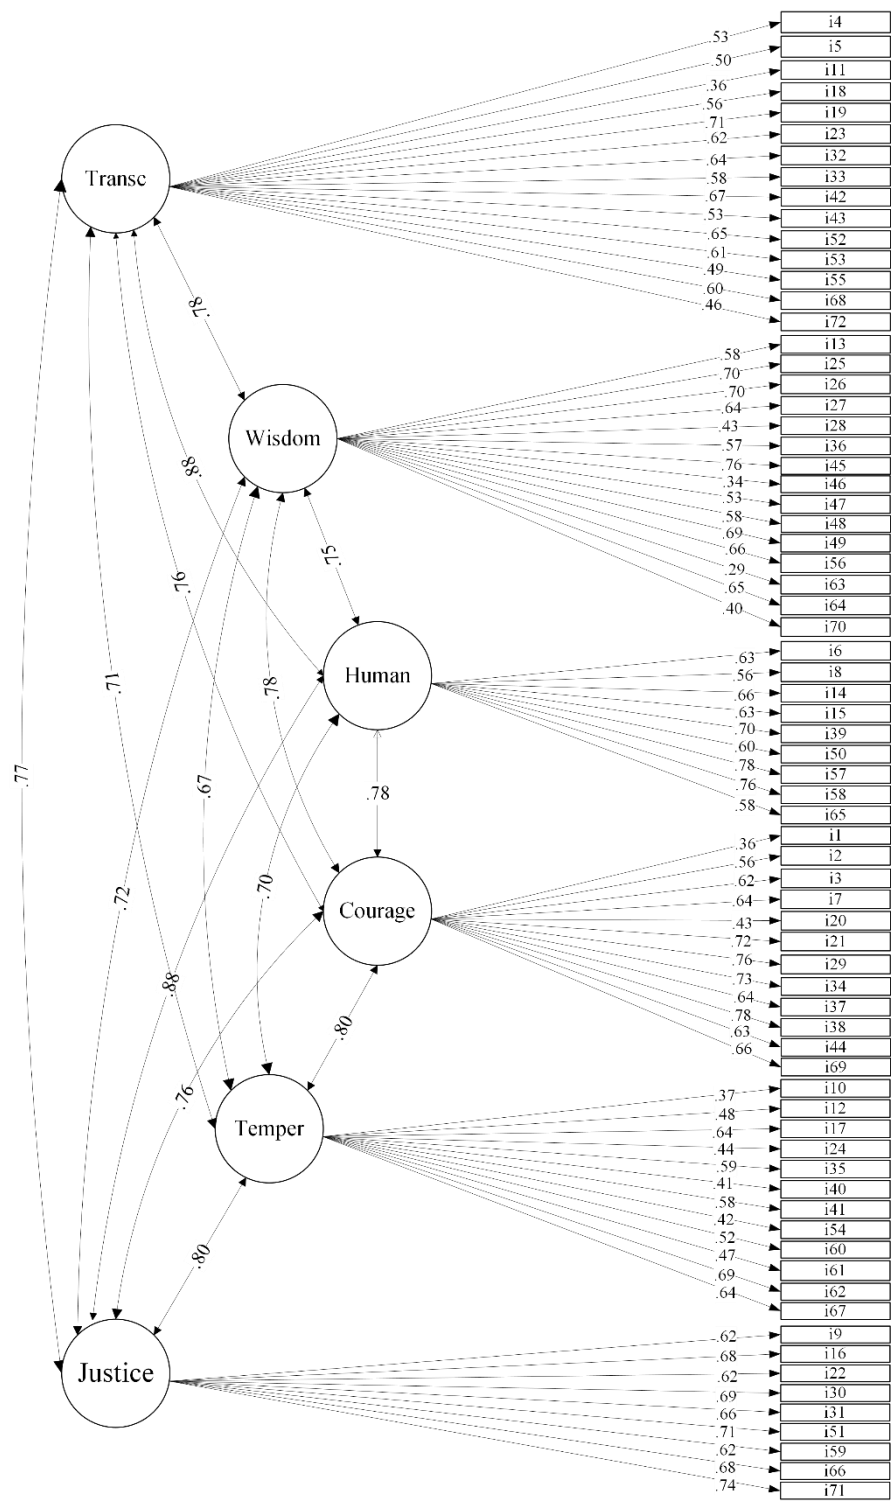 .53 i4
.50 i5
.36 i11
.56 i18
.71 i19
.62 i23
.64 i32
.58 i33
.67 i42
.53 i43
.65 i52
.61 i53
.49 i55
.60 i68
.46 i72
Transc
.78
.58 i13
.70 i25
.70 i26
.64 i27
.43 i28
.57 i36
.76 i45
.34 i46
.53 i47
.58 i48
.69 i49
.66 i56
.29 i63
.65 i64
.40 i70
Wisdom
.88
.75
.76
.63 i6
.56 i8
.66 i14
.63 i15
.70 i39
.60 i50
.78 i57
.76 i58
.58 i65
Human
.71
.78
.77
.67
.78
.36 i1
.56 i2
.62 i3
.64 i7
.43 i20
.72 i21
.76 i29
.73 i34
.64 i37
.78 i38
.63 i44
.66 i69
Courage
.72
.70
.88
.80
.76
.37 i10
.48 i12
.64 i17
.44 i24
.59 i35
.41 i40
.58 i41
.42 i54
.52 i60
.47 i61
.69 i62
.64 i67
Temper
.80
.62 i9
.68 i16
.62 i22
.69 i30
.66 i31
.71 i51
.62 i59
.68 i66
.74 i71
Justice